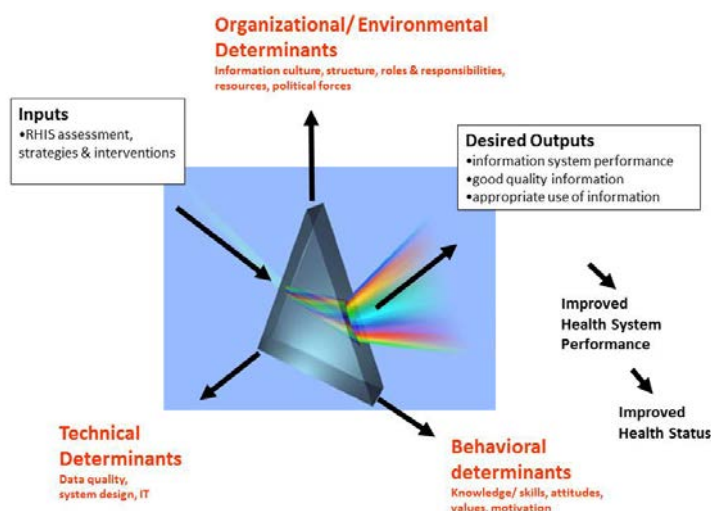 Organizational/ Environmental
Determinants
Information culture, structure, roles & responsibilities,
resources, political forces
Inputs
•RHIS assessment,
strategies & interventions
Desired Outputs
•information system performance
•good quality information
•appropriate use of information
Improved
Health System
Performance
Improved
Health Status
Technical
Determinants
Data quality,
system design, IT
Behavioral
determinants
Knowledge/ skills, attitudes,
values, motivation